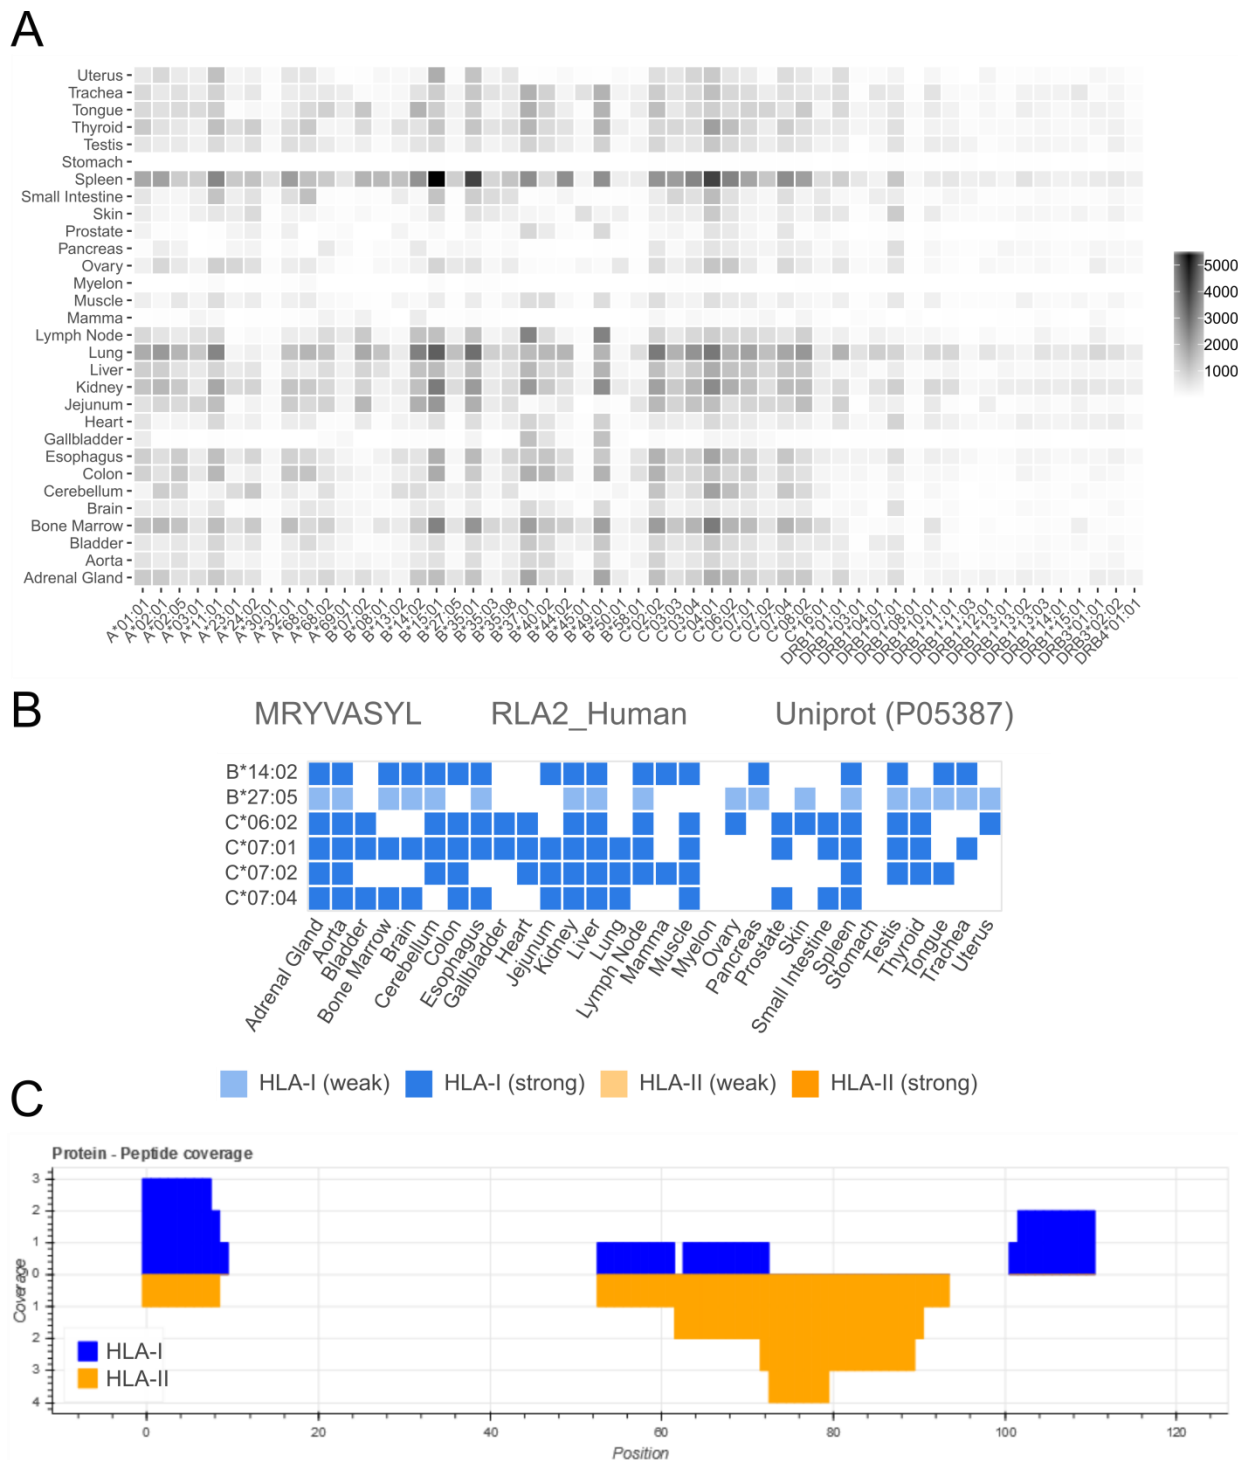 A
Uterus
Trachea
Tongue
Thyroid
Testis
Stomach
Spleen
Small Intestine
Skin
Prostate
Pancreas
Ovary
Myelon
Muscle
Mamma
Lymph Node
Lung
Liver
Kidney
Jejunum
Heart
Gallbladder
Esophagus
Colon
Cerebellum
Brain
Bone Marrow
Bladder
Aorta
Adrenal Gland
5000
4000
3000
2000
1000
A*01:01
A*02:01
A*02:05
A*03:01
A*11:01
A*23:01
A*24:02
A*30:01
A*32:01
A*68:01
A*68:02
A*69:01
B*07:02
B*08:01
B*13:02
B*14:02
B*15:01
B*27:05
B*35:01
B*35:03
B*35:08
B*37:01
B*40:02
B*44:02
B*45:01
B*49:01
B*50:01
B*58:01
C*02:02
C*03:03
C*03:04
C*04:01
C*06:02
C*07:01
C*07:02
C*07:04
C*08:02
C*16:01
DRB1*01:01
DRB1*03:01
DRB1*04:01
DRB1*07:01
DRB1*08:01
DRB1*10:01
DRB1*11:01
DRB1*11:03
DRB1*12:01
DRB1*13:01
DRB1*13:02
DRB1*13:03
DRB1*14:01
DRB1*15:01
DRB3*01:01
DRB3*02:02
DRB4*01:01
B
MRYVASYL RLA2_Human Uniprot (P05387)
B*14:02
B*27:05
C*06:02
C*07:01
C*07:02
C*07:04
Adrenal Gland
Aorta
Bladder
Bone Marrow
Brain
Cerebellum
Colon
Esophagus
Gallbladder
Heart
Jejunum
Kidney
Liver
Lung
Lymph Node
Mamma
Muscle
Myelon
Ovary
Pancreas
Prostate
Skin
Small Intestine
Spleen
Stomach
Testis
Thyroid
Tongue
Trachea
Uterus
HLA-I (weak) HLA-I (strong) HLA-II (weak) HLA-II (strong)
C
Protein - Peptide coverage
3
2
1
0
1
2
3
4
Coverage
HLA-I
HLA-II
0 20 40 60 80 100 120
Position